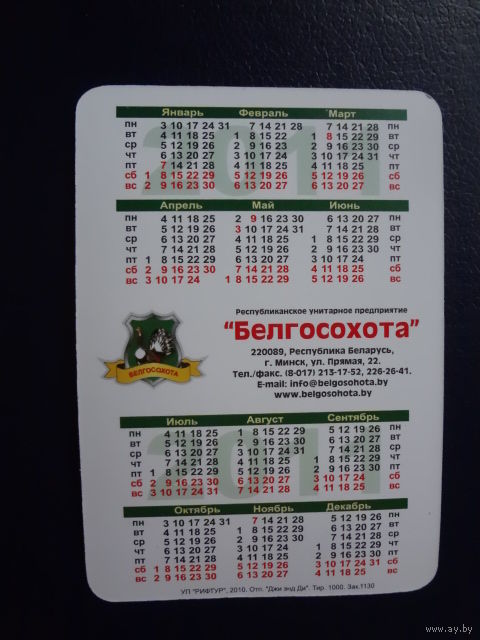 Январь Февраль Март
пн 3 10 17 24 31 7 14 21 28 7 14 21 28 пн
вт 4 11 18 25 1 8 15 22 1 8 15 22 29 вт
ср 5 12 19 26 2 9 16 23 2 9 16 23 30 ср
чт 6 13 20 27 3 10 17 24 3 10 17 24 31 чт
пт 7 14 21 28 4 11 18 25 4 11 18 25 пт
сб 1 8 15 22 29 5 12 19 26 5 12 19 26 сб
вс 2 9 16 23 30 6 13 20 27 6 13 20 27 вс
2011
Апрель Май Июнь
пн 4 11 18 25 2 9 16 23 30 6 13 20 27 пн
вт 5 12 19 26 3 10 17 24 31 7 14 21 28 вт
ср 6 13 20 27 4 11 18 25 1 8 15 22 29 ср
чт 7 14 21 28 5 12 19 26 2 9 16 23 30 чт
пт 1 8 15 22 29 6 13 20 27 3 10 17 24 пт
сб 2 9 16 23 30 7 14 21 28 4 11 18 25 сб
вс 3 10 17 24 1 8 15 22 29 5 12 19 26 вс
Республиканское унитарное предприятие
“Белгосохота”
220089, Республика Беларусь,
г. Минск, ул. Прямая, 22.
Тел./факс. (8-017) 213-17-52, 226-26-41.
E-mail: info@belgosohota.by
www.belgosohota.by
БЕЛГОСОХОТА
Июль Август Сентябрь
пн 4 11 18 25 1 8 15 22 29 5 12 19 26 пн
вт 5 12 19 26 2 9 16 23 30 6 13 20 27 вт
ср 6 13 20 27 3 10 17 24 31 7 14 21 28 ср
чт 7 14 21 28 4 11 18 25 1 8 15 22 29 чт
пт 1 8 15 22 29 5 12 19 26 2 9 16 23 30 пт
сб 2 9 16 23 30 6 13 20 27 3 10 17 24 сб
вс 3 10 17 24 31 7 14 21 28 4 11 18 25 вс
2011
Октябрь Ноябрь Декабрь
пн 3 10 17 24 31 7 14 21 28 5 12 19 26 пн
вт 4 11 18 25 1 8 15 22 29 6 13 20 27 вт
ср 5 12 19 26 2 9 16 23 30 7 14 21 28 ср
чт 6 13 20 27 3 10 17 24 1 8 15 22 29 чт
пт 7 14 21 28 4 11 18 25 2 9 16 23 30 пт
сб 1 8 15 22 29 5 12 19 26 3 10 17 24 31 сб
вс 2 9 16 23 30 6 13 20 27 4 11 18 25 вс
УП "РИФТУР", 2010. Отп. "Джи энд Ди". Тир. 1000. Зак.1130
www.ay.by